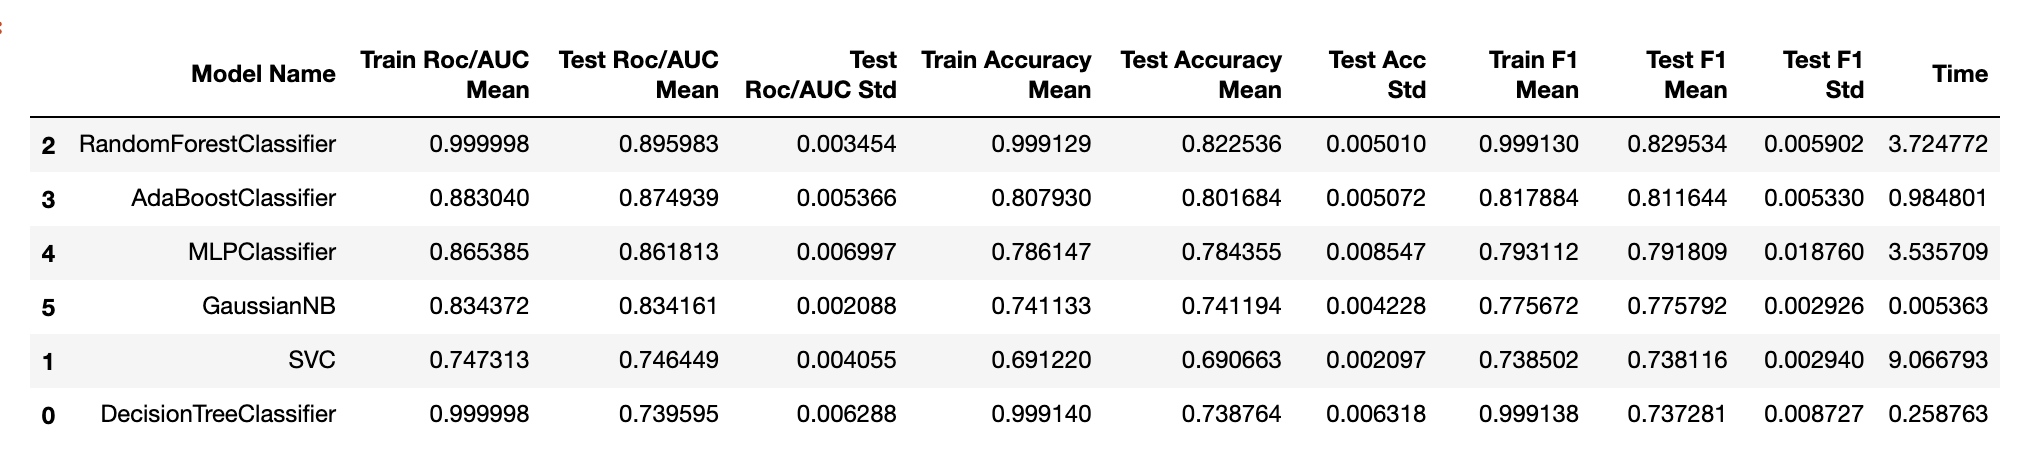 Model Name Train Roc/AUC Mean Test Roc/AUC Mean Test Roc/AUC Std Train Accuracy Mean Test Accuracy Mean Test Acc Std Train F1 Mean Test F1 Mean Test F1 Std Time
2 RandomForestClassifier 0.999998 0.895983 0.003454 0.999129 0.822536 0.005010 0.999130 0.829534 0.005902 3.724772
3 AdaBoostClassifier 0.883040 0.874939 0.005366 0.807930 0.801684 0.005072 0.817884 0.811644 0.005330 0.984801
4 MLPClassifier 0.865385 0.861813 0.006997 0.786147 0.784355 0.008547 0.793112 0.791809 0.018760 3.535709
5 GaussianNB 0.834372 0.834161 0.002088 0.741133 0.741194 0.004228 0.775672 0.775792 0.002926 0.005363
1 SVC 0.747313 0.746449 0.004055 0.691220 0.690663 0.002097 0.738502 0.738116 0.002940 9.066793
0 DecisionTreeClassifier 0.999998 0.739595 0.006288 0.999140 0.738764 0.006318 0.999138 0.737281 0.008727 0.258763